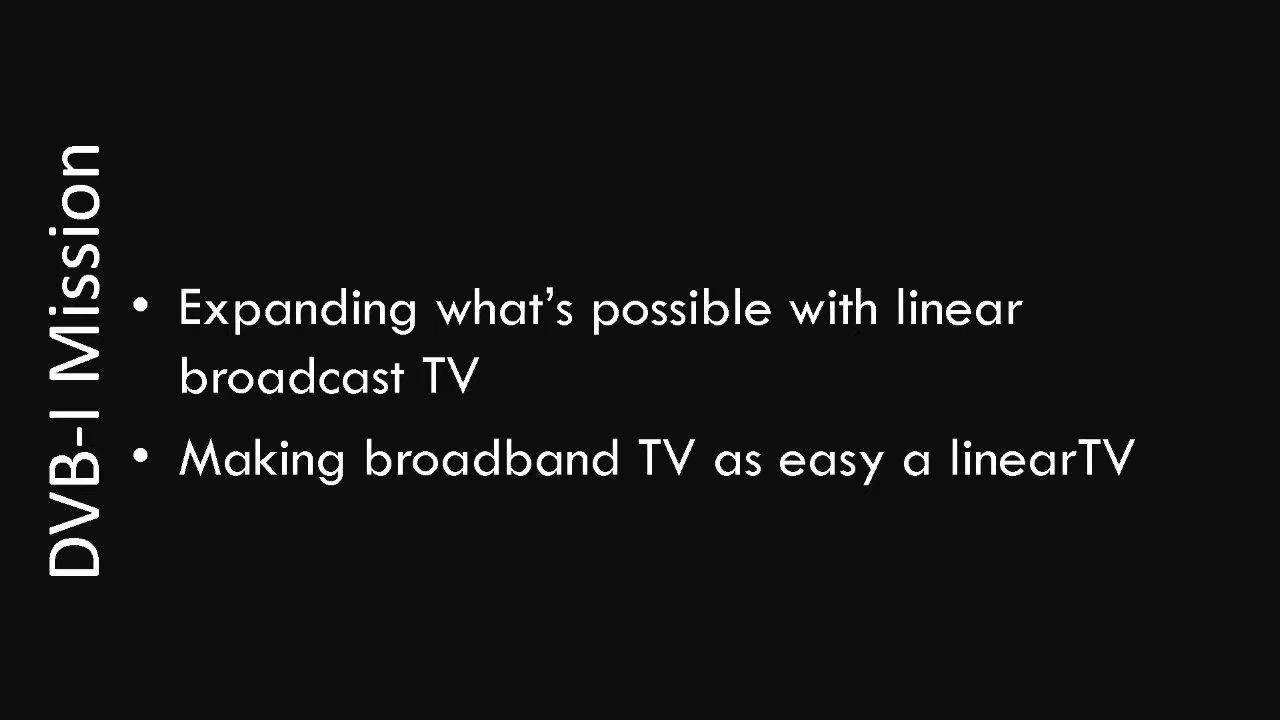 DVB-I Mission
• Expanding what’s possible with linear
broadcast TV
• Making broadband TV as easy a linearTV